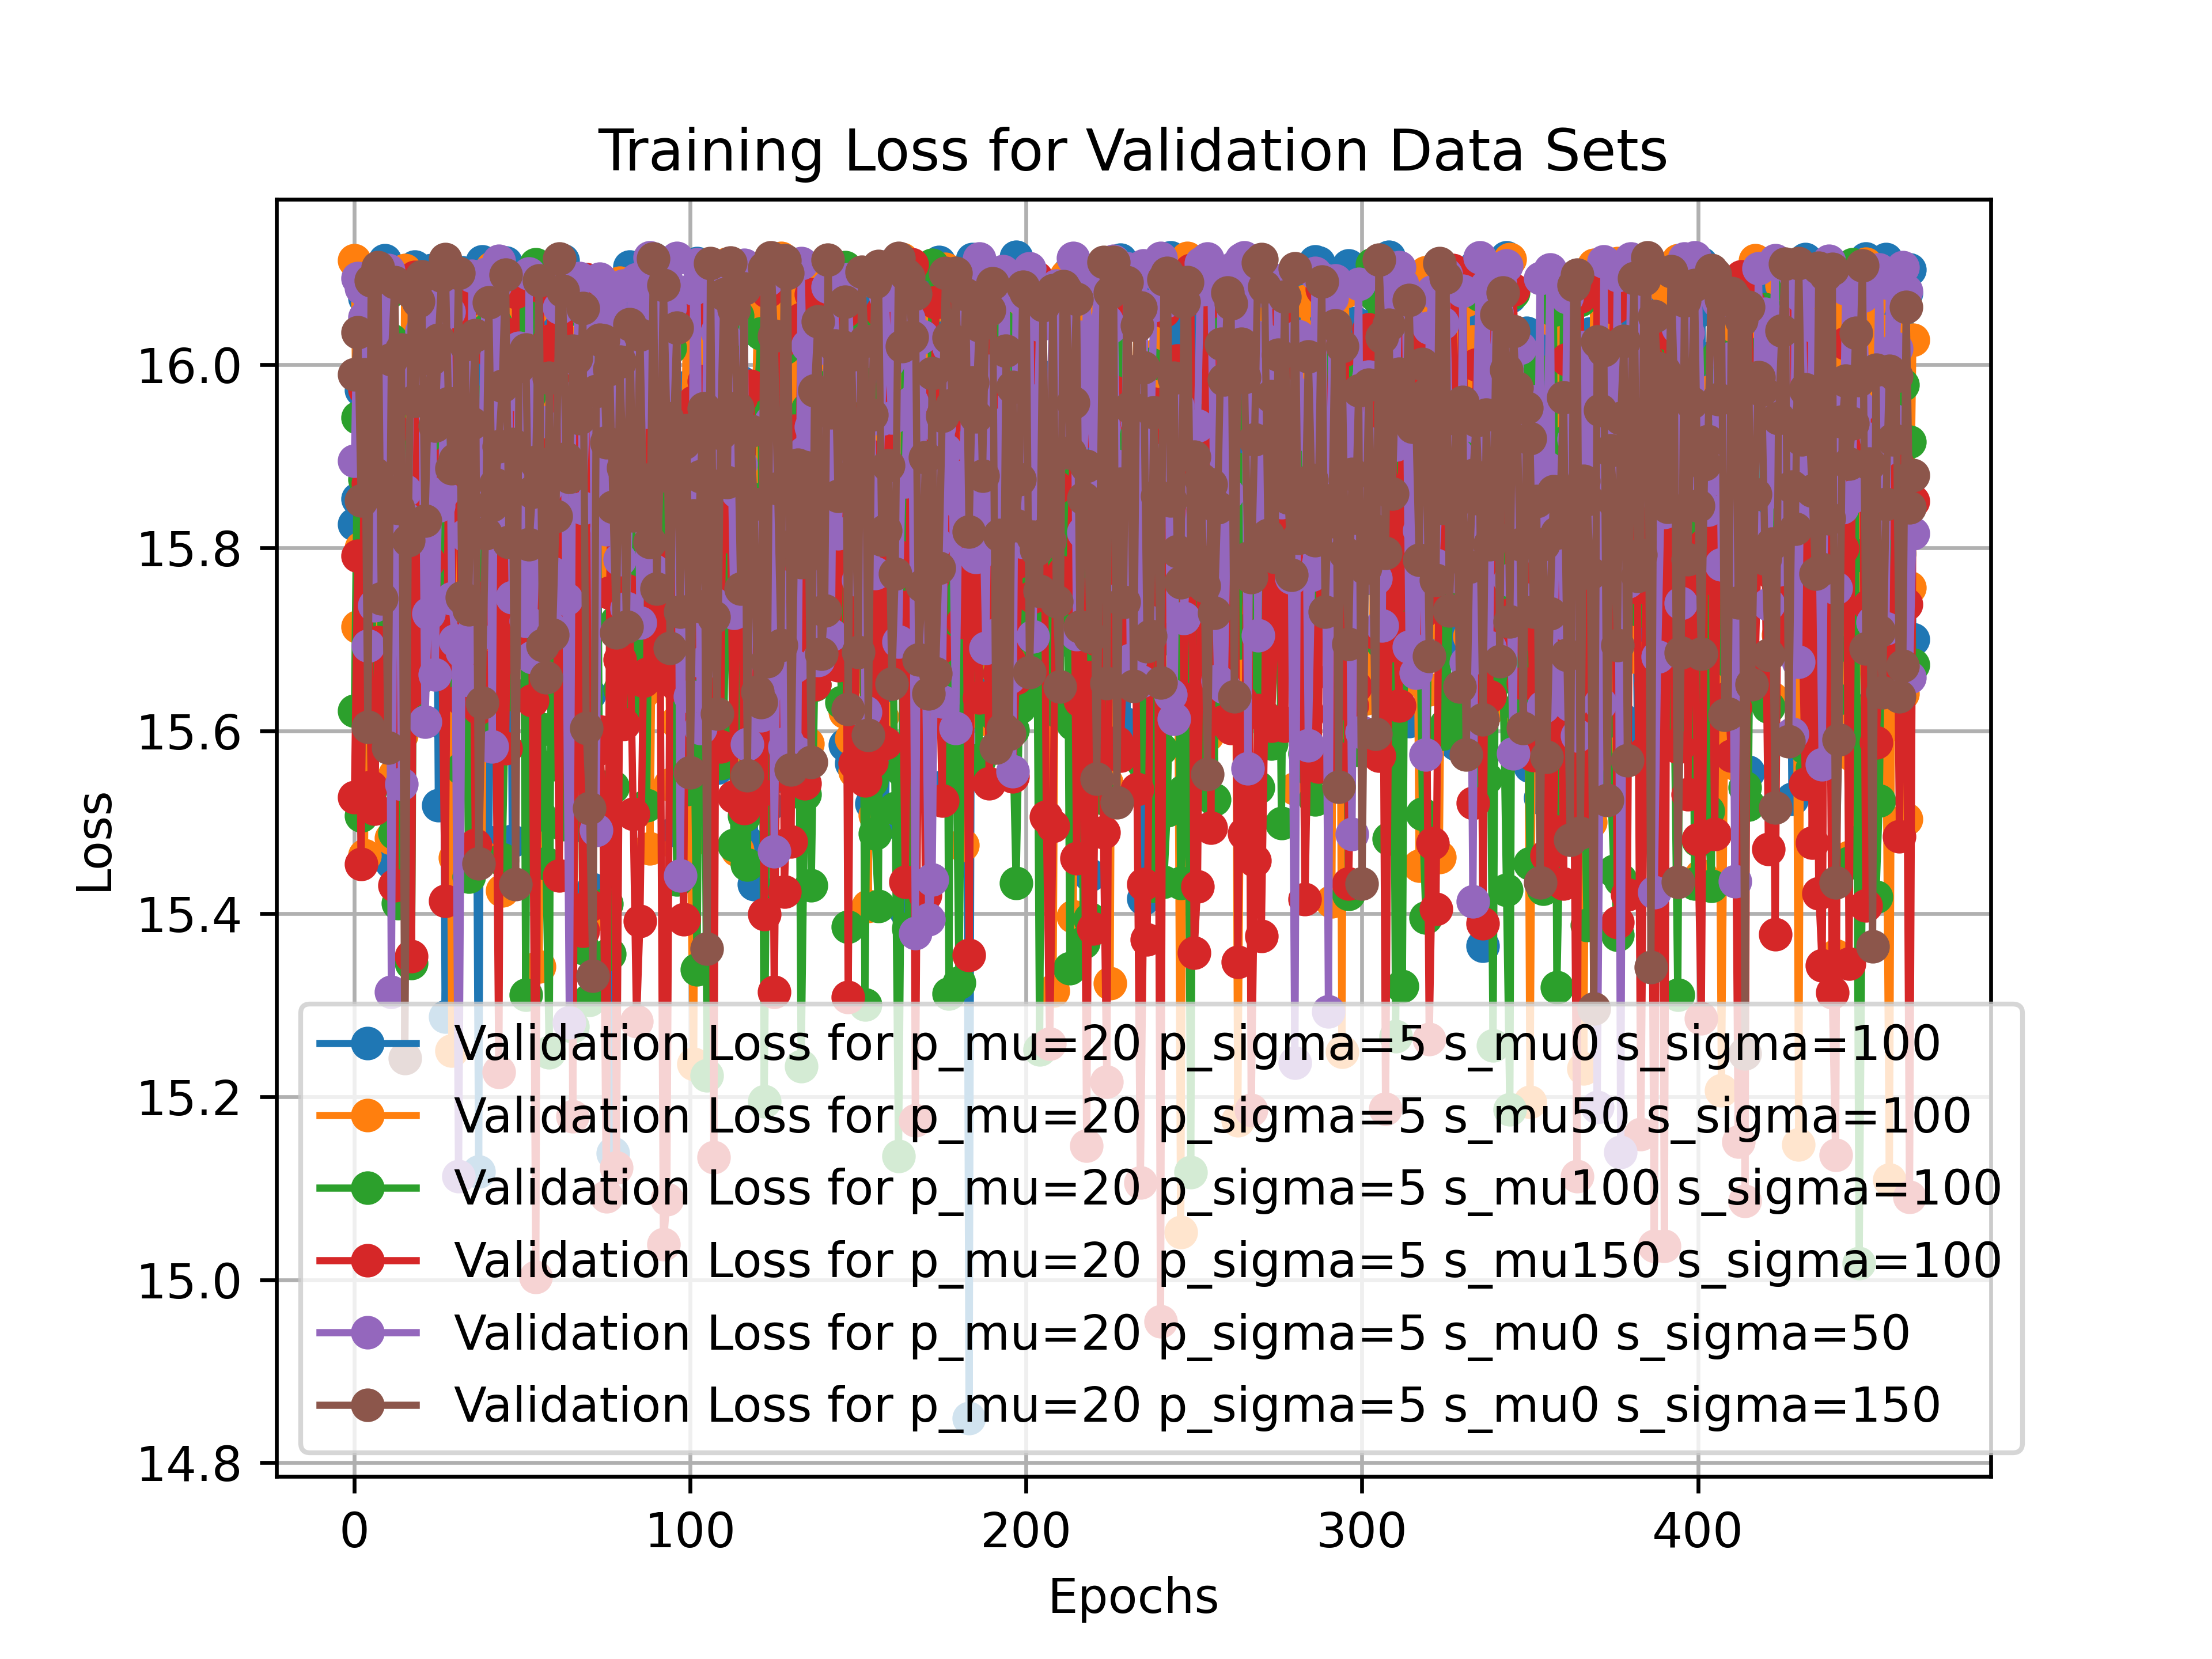 Training Loss for Validation Data Sets
Loss
16.0
15.8
15.6
15.4
15.2
15.0
14.8
Validation Loss for p_mu=20 p_sigma=5 s_mu0 s_sigma=100
Validation Loss for p_mu=20 p_sigma=5 s_mu50 s_sigma=100
Validation Loss for p_mu=20 p_sigma=5 s_mu100 s_sigma=100
Validation Loss for p_mu=20 p_sigma=5 s_mu150 s_sigma=100
Validation Loss for p_mu=20 p_sigma=5 s_mu0 s_sigma=50
Validation Loss for p_mu=20 p_sigma=5 s_mu0 s_sigma=150
0 100 200 300 400
Epochs